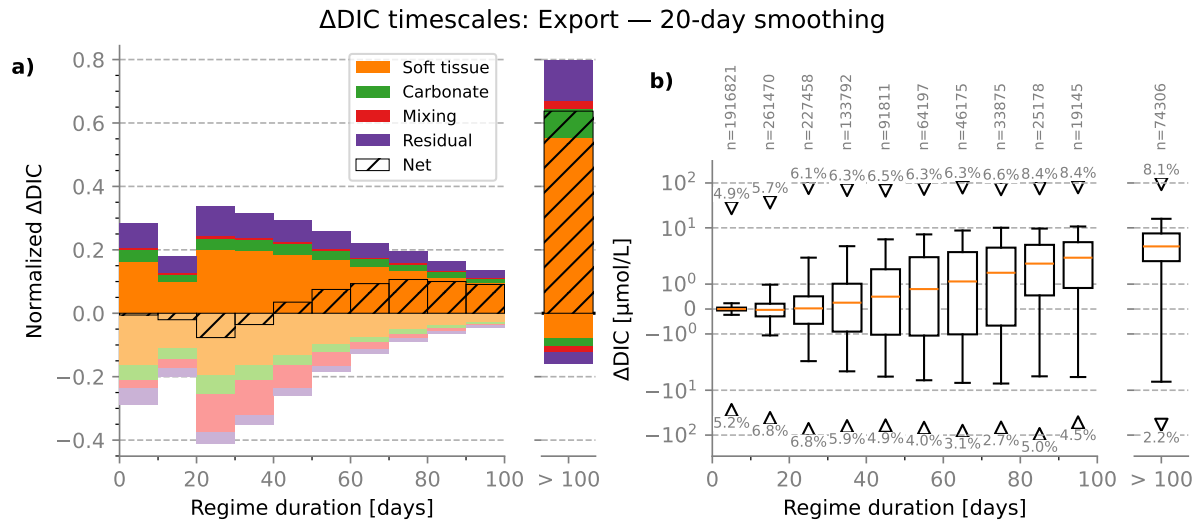 ΔDIC timescales: Export — 20-day smoothing
a)
Normalized ΔDIC
0.8
0.6
0.4
0.2
0.0
−0.2
−0.4
Soft tissue
Carbonate
Mixing
Residual
Net
0
20
40
60
80
100
> 100
Regime duration [days]
b)
n=1916821
n=261470
n=227458
n=133792
n=91811
n=64197
n=46175
n=33875
n=25178
n=19145
n=74306
ΔDIC [μmol/L]
10²
10¹
10⁰
0
−10⁰
−10¹
−10²
4.9%
5.7%
6.1%
6.3%
6.5%
6.3%
6.3%
6.6%
8.4%
8.4%
8.1%
5.2%
6.8%
6.8%
5.9%
4.9%
4.0%
3.1%
2.7%
5.0%
4.5%
2.2%
0
20
40
60
80
100
> 100
Regime duration [days]